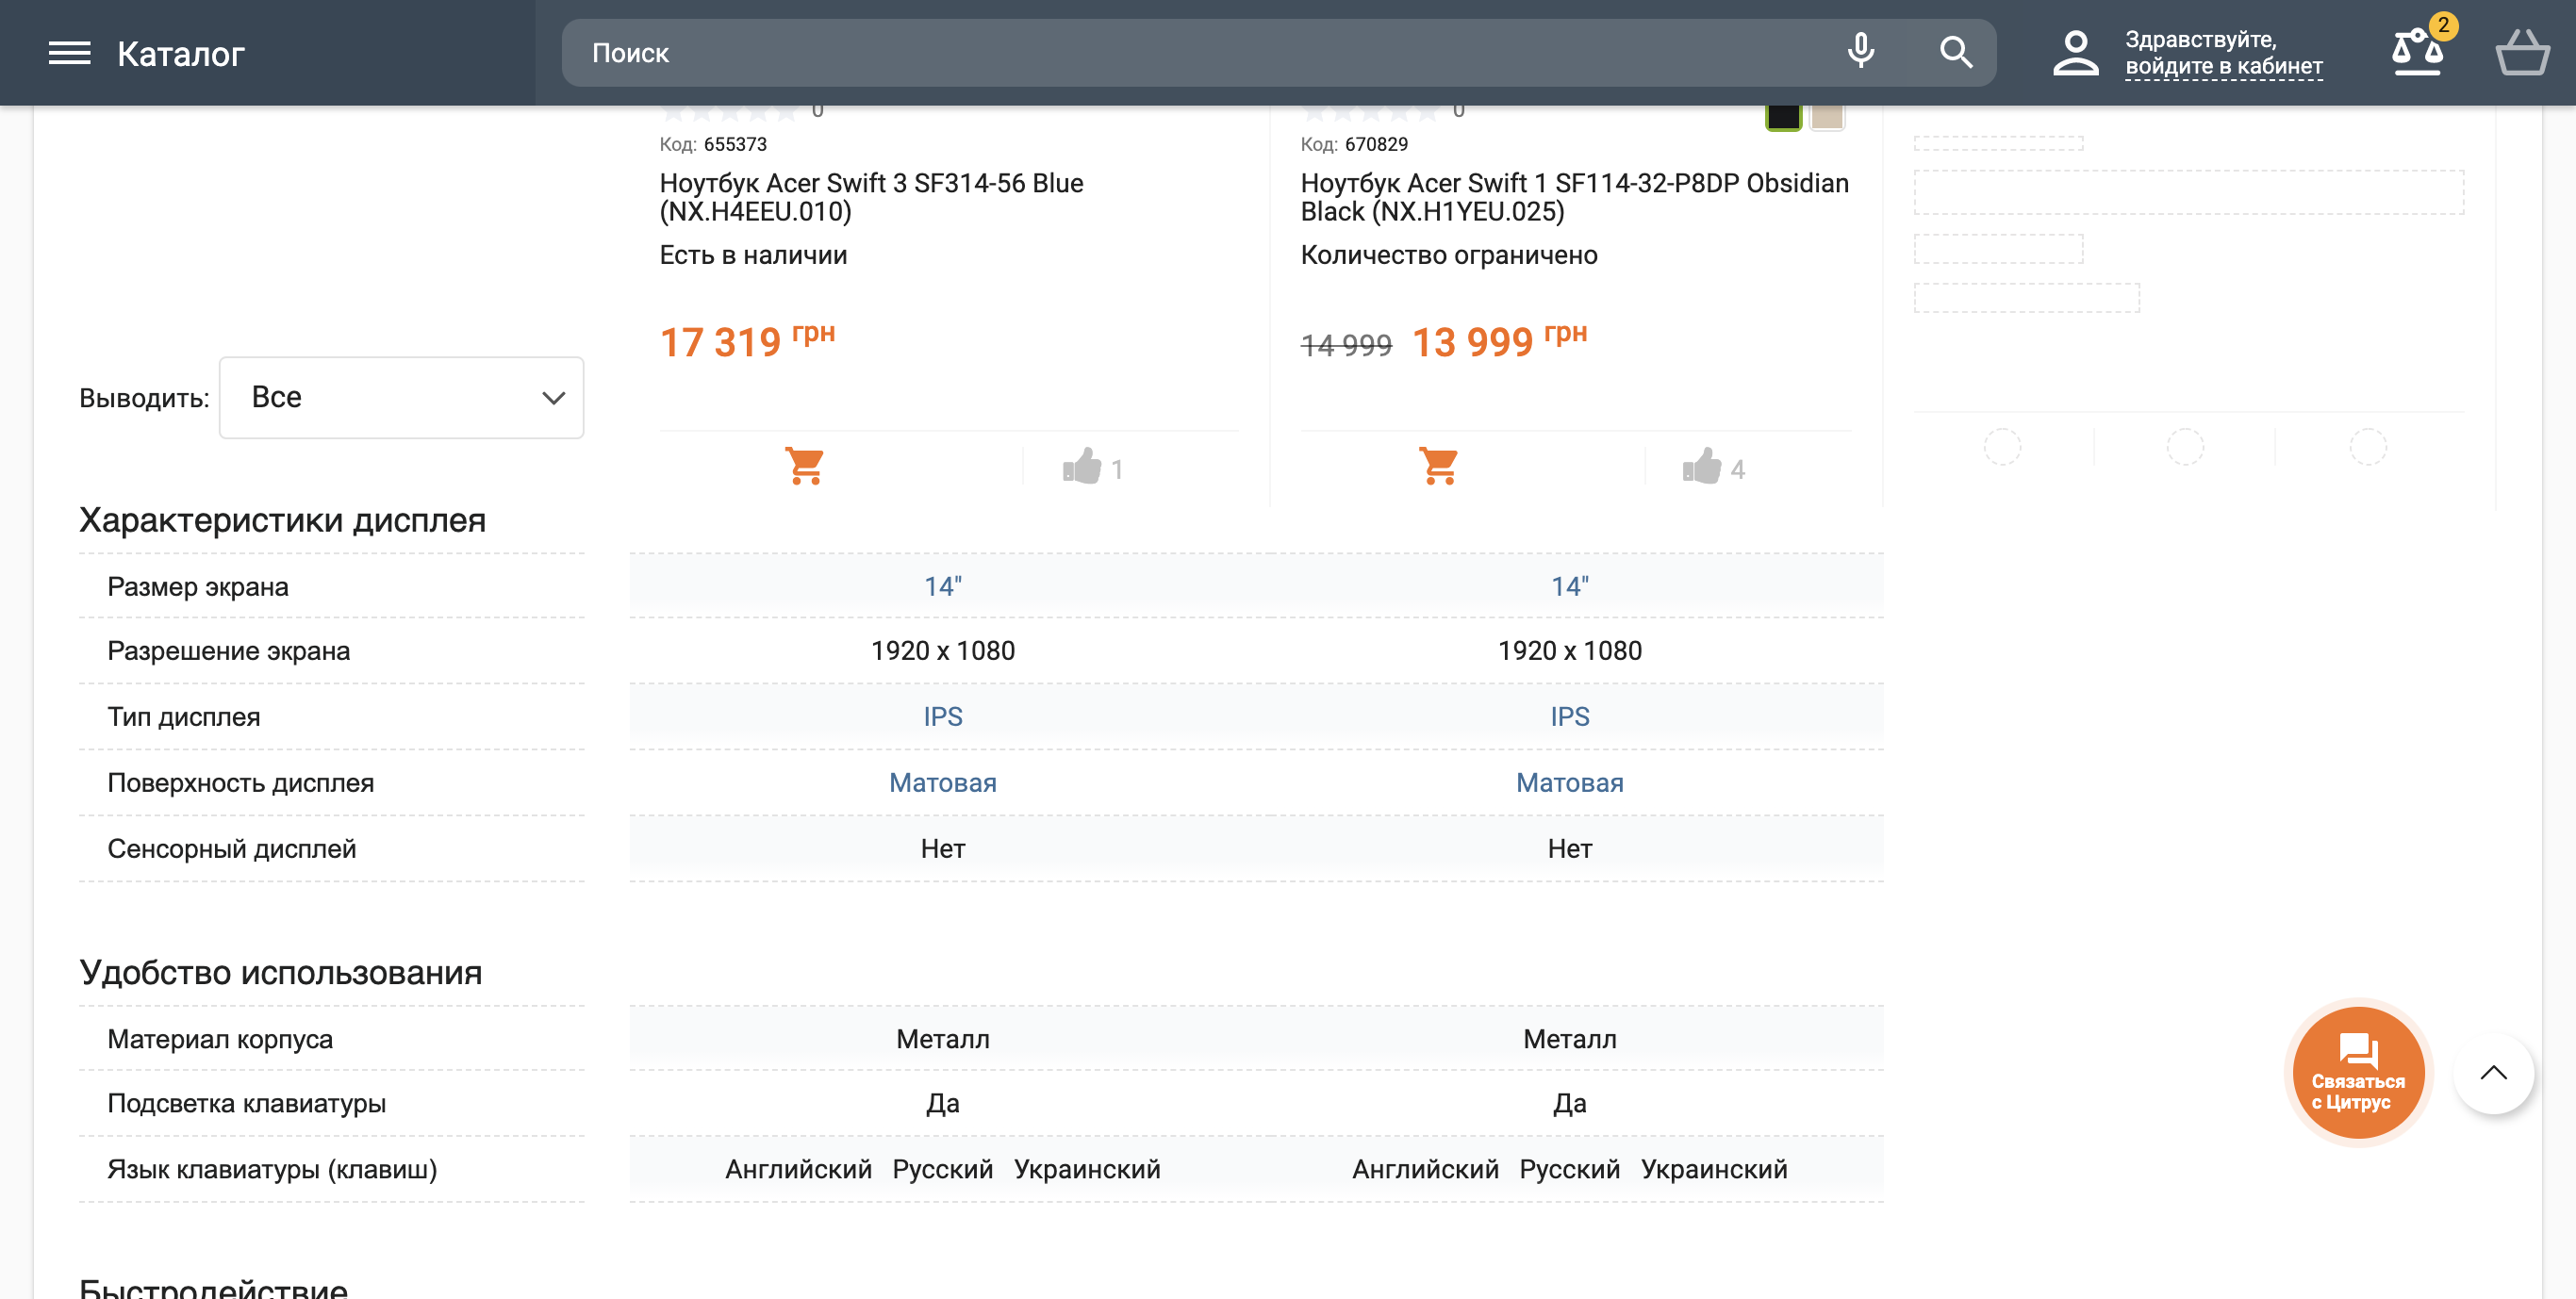 Каталог
Поиск
Здравствуйте,
войдите в кабинет
2
0
0
Код: 655373
Код: 670829
Ноутбук Acer Swift 3 SF314-56 Blue
(NX.H4EEU.010)
Ноутбук Acer Swift 1 SF114-32-P8DP Obsidian
Black (NX.H1YEU.025)
Есть в наличии
Количество ограничено
17 319 грн
14 999 13 999 грн
Выводить: Все
1
4
Характеристики дисплея
Размер экрана 14" 14"
Разрешение экрана 1920 x 1080 1920 x 1080
Тип дисплея IPS IPS
Поверхность дисплея Матовая Матовая
Сенсорный дисплей Нет Нет
Удобство использования
Материал корпуса Металл Металл
Подсветка клавиатуры Да Да
Язык клавиатуры (клавиш) Английский Русский Украинский Английский Русский Украинский
Связаться
с Цитрус
Быстродействие